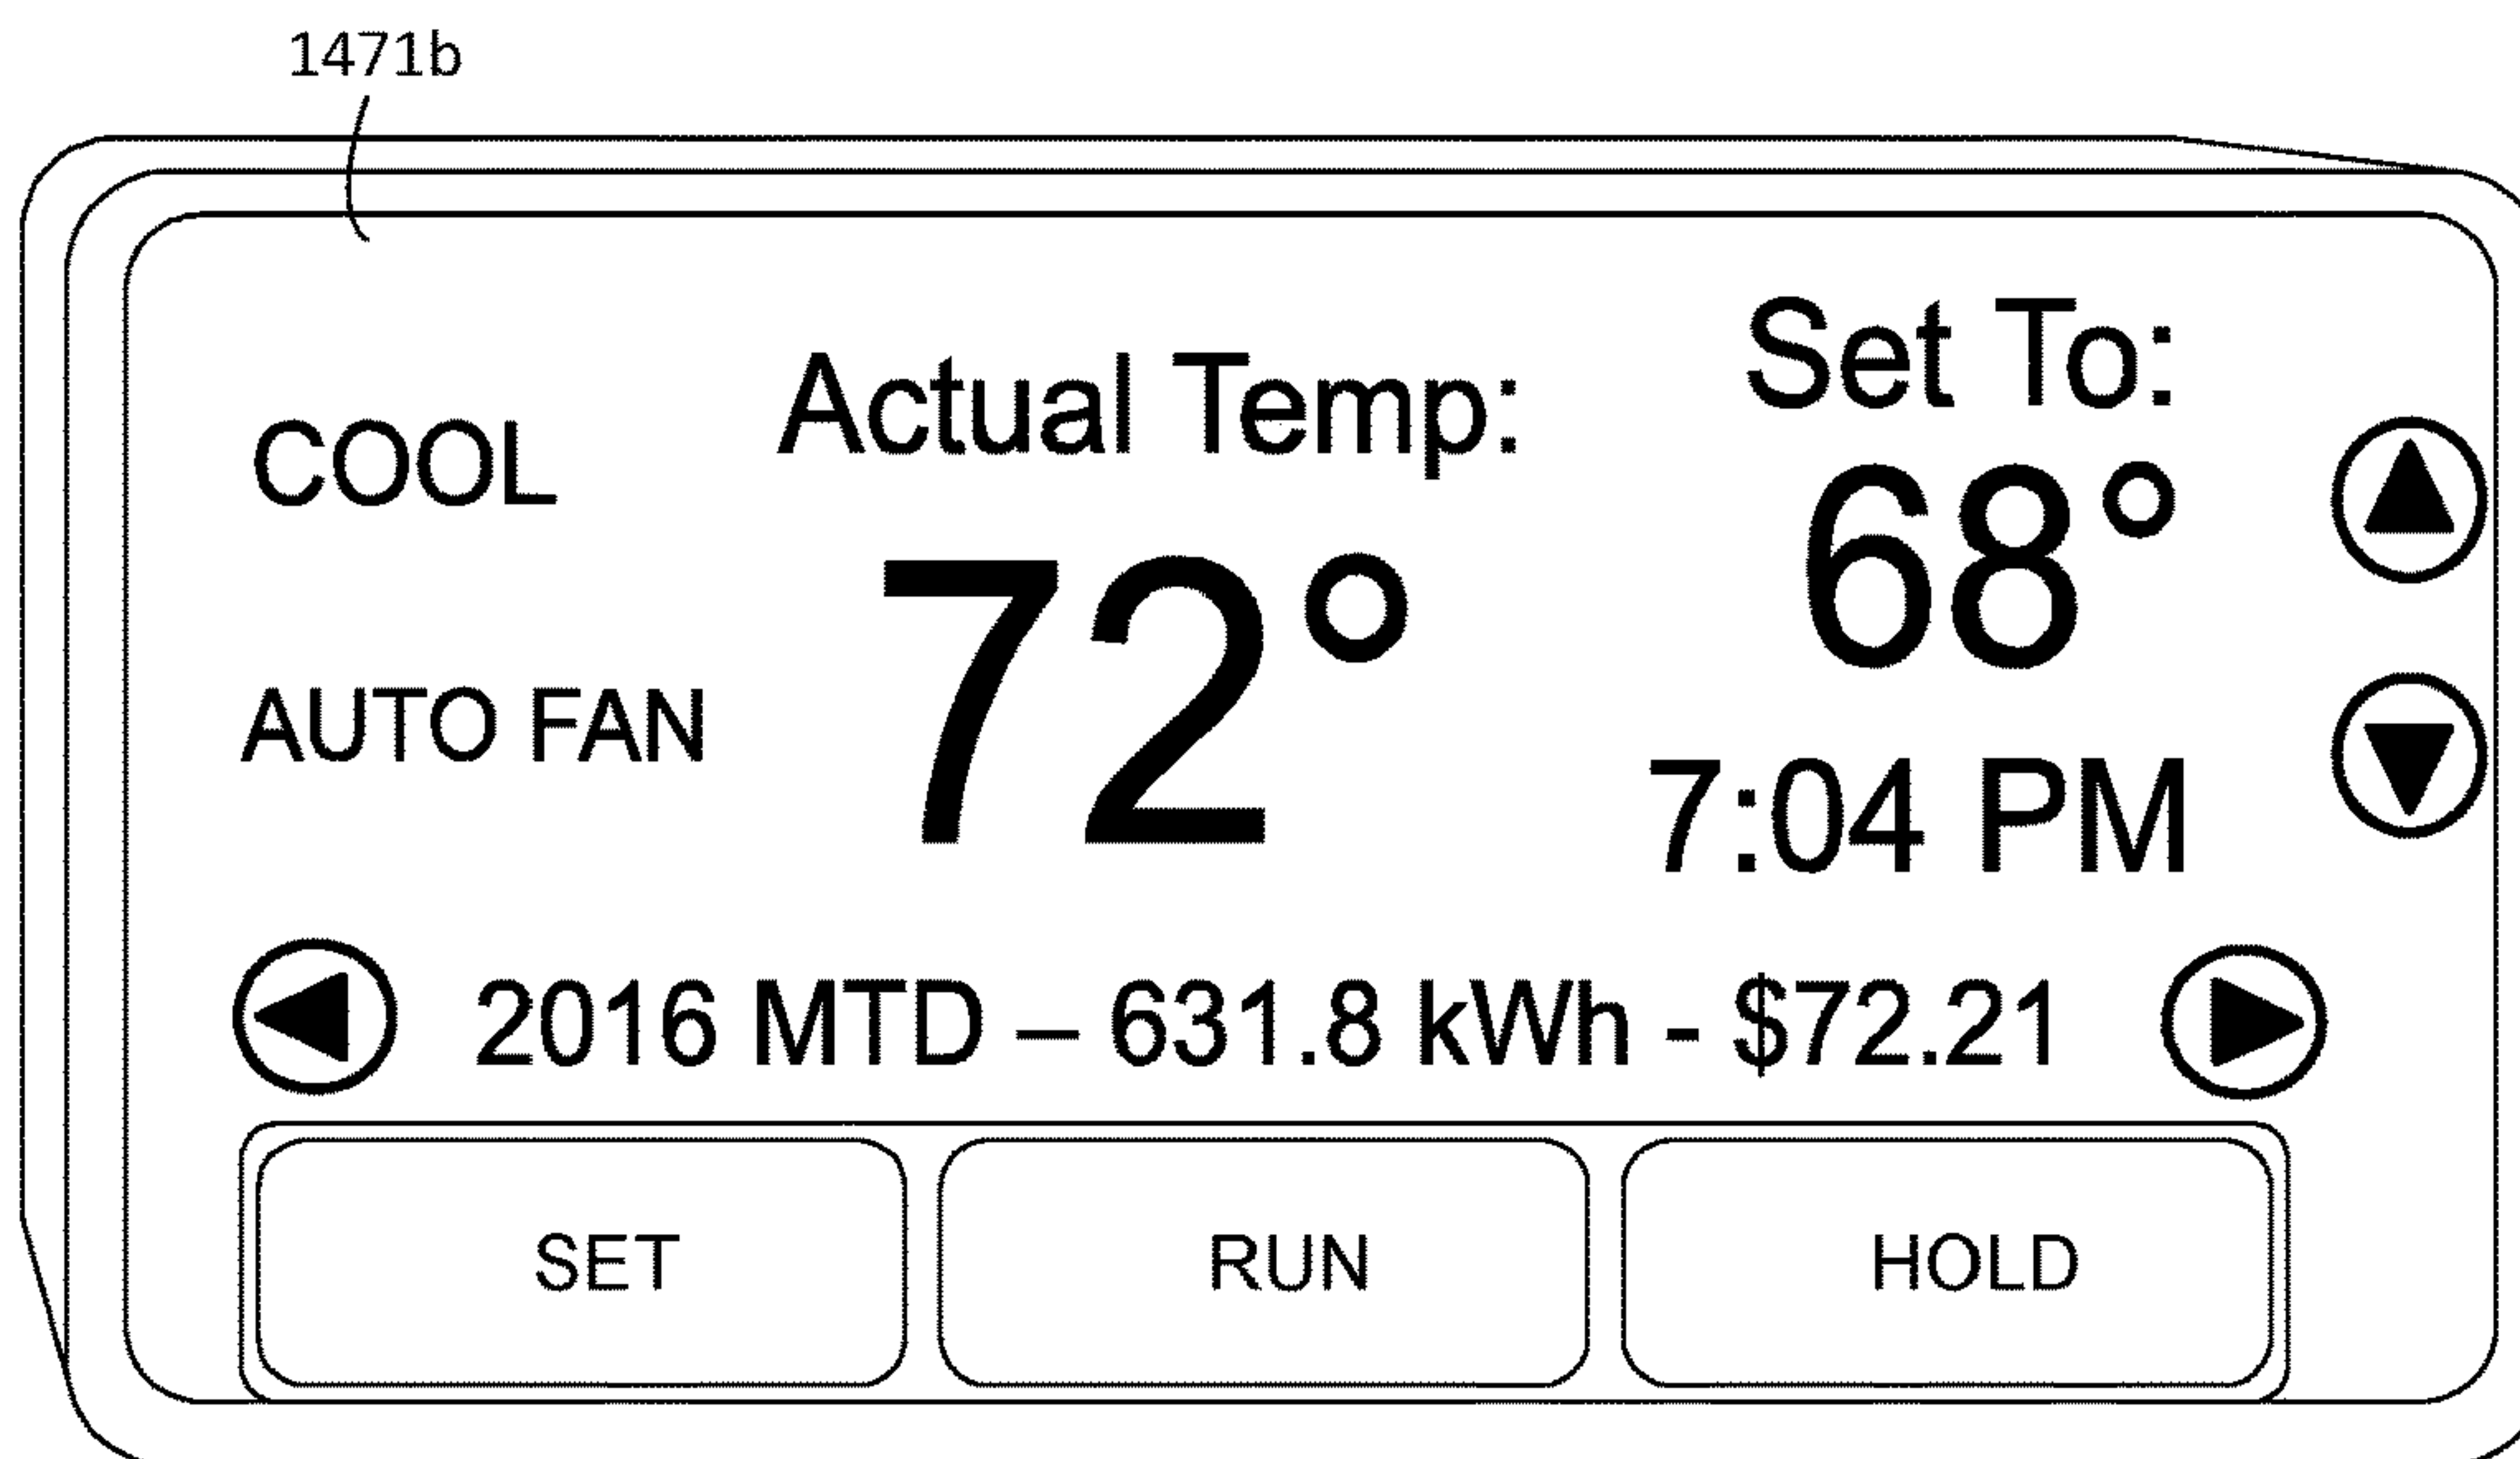 1471b
Set To:
Actual Temp:
COOL
68°
72°
AUTO FAN
7:04 PM
2016 MTD – 631.8 kWh - $72.21
SET
RUN
HOLD